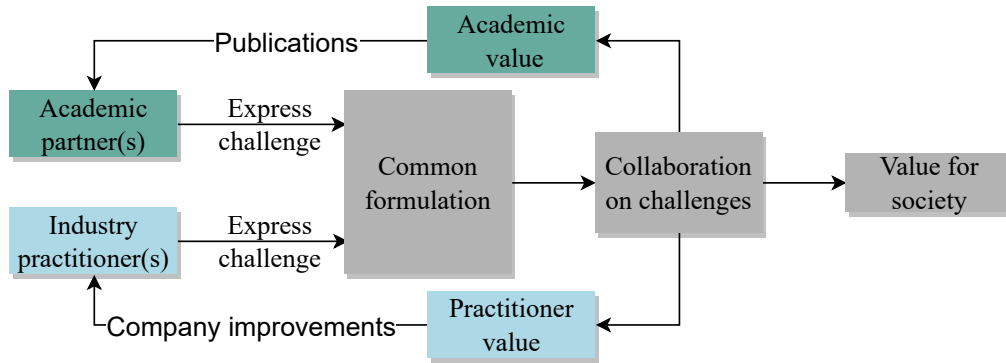 Publications
Academic
value
Academic
partner(s)
Express
challenge
Common
formulation
Collaboration
on challenges
Value for
society
Industry
practitioner(s)
Express
challenge
Company improvements
Practitioner
value